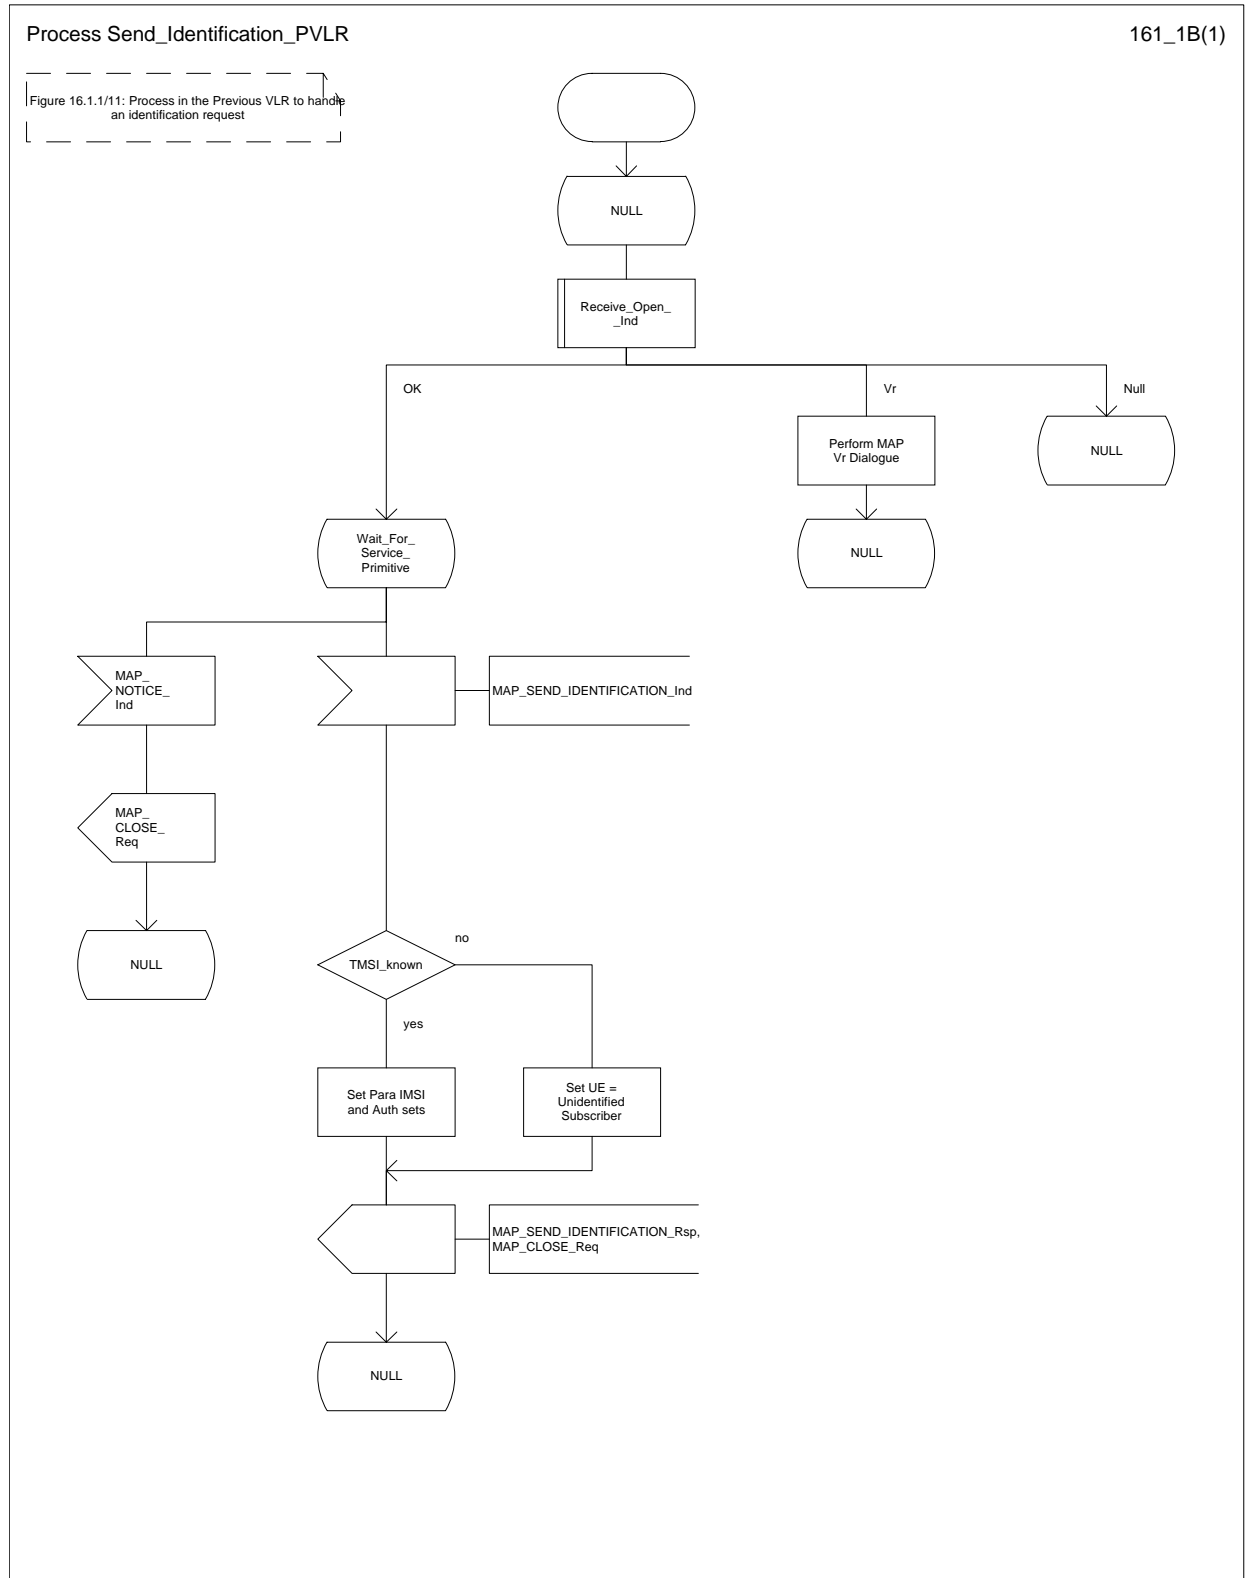 Process Send_Identification_PVLR
161_1B(1)
Figure 16.1.1/11: Process in the Previous VLR to handle
an identification request
NULL
Receive_Open_
_Ind
OK
Vr
Null
Perform MAP
Vr Dialogue
NULL
Wait_For_
Service_
Primitive
NULL
MAP_
NOTICE_
Ind
MAP_SEND_IDENTIFICATION_Ind
MAP_
CLOSE_
Req
NULL
TMSI_known
no
yes
Set Para IMSI
and Auth sets
Set UE =
Unidentified
Subscriber
MAP_SEND_IDENTIFICATION_Rsp,
MAP_CLOSE_Req
NULL